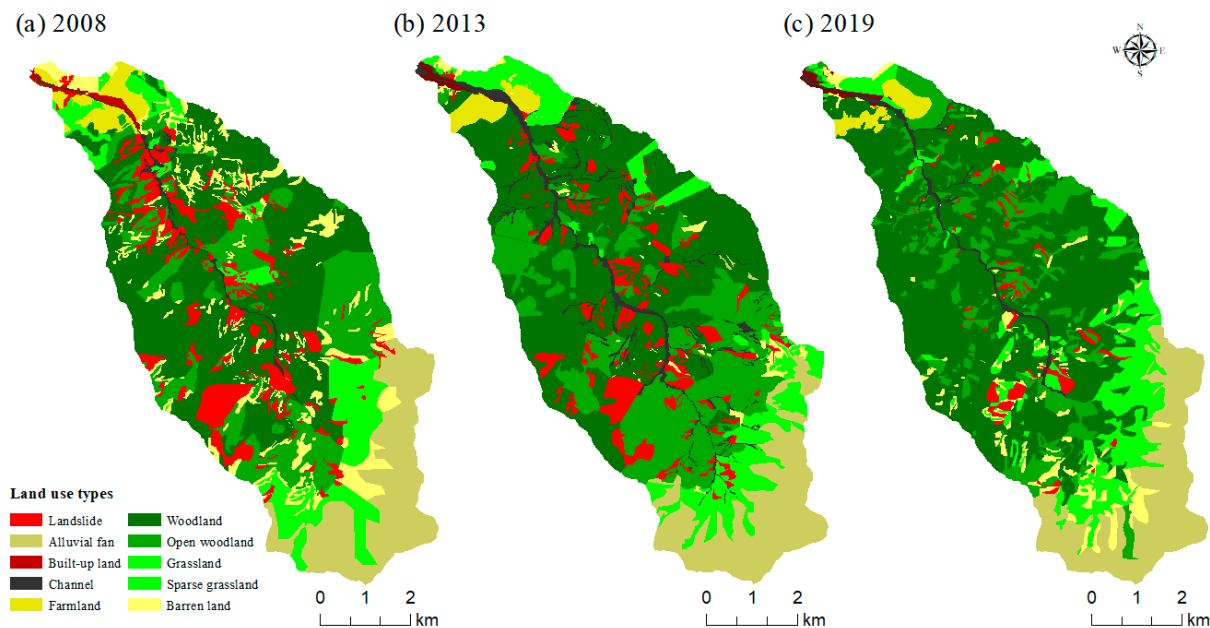 (a) 2008
(b) 2013
(c) 2019
N
W E
S
Land use types
Landslide
Woodland
Alluvial fan
Open woodland
Built-up land
Grassland
Channel
Sparse grassland
Farmland
Barren land
0 1 2
km
0 1 2
km
0 1 2
km